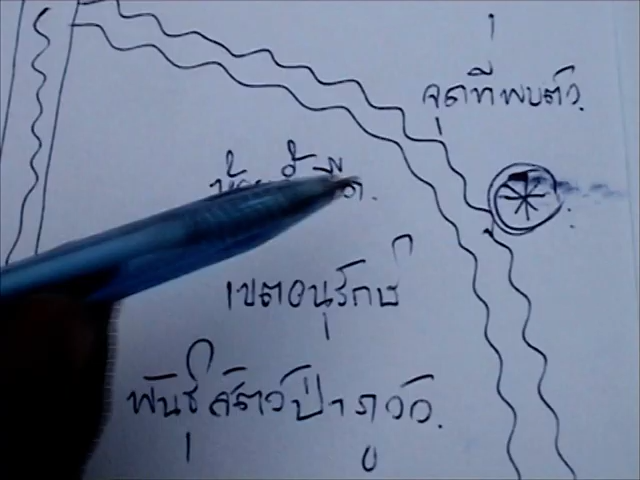 จุดที่พบตัว.
เขตอนุรักษ์
พันธุ์สัตว์ป่าภูวัว.